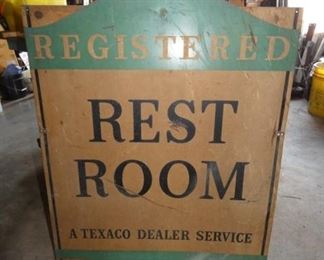 REGISTERED
REST
ROOM
A TEXACO DEALER SERVICE